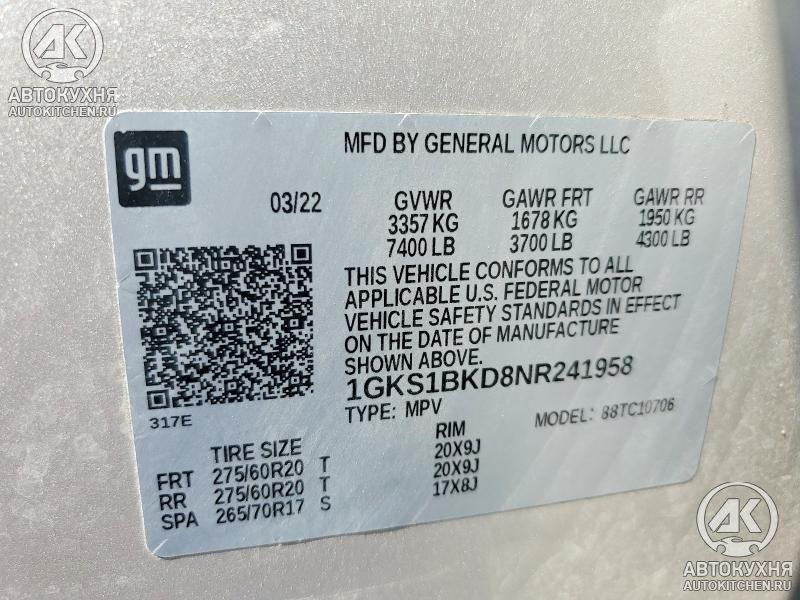 AK
АВТОКУХНЯ
AUTOKITCHEN.RU
gm
MFD BY GENERAL MOTORS LLC
03/22 GVWR GAWR FRT GAWR RR
3357 KG 1678 KG 1950 KG
7400 LB 3700 LB 4300 LB
THIS VEHICLE CONFORMS TO ALL
APPLICABLE U.S. FEDERAL MOTOR
VEHICLE SAFETY STANDARDS IN EFFECT
ON THE DATE OF MANUFACTURE
SHOWN ABOVE.
1GKS1BKD8NR241958
TYPE: MPV MODEL: 88TC10706
317E
TIRE SIZE RIM
FRT 275/60R20 T 20X9J
RR 275/60R20 T 20X9J
SPA 265/70R17 S 17X8J
AK
АВТОКУХНЯ
AUTOKITCHEN.RU